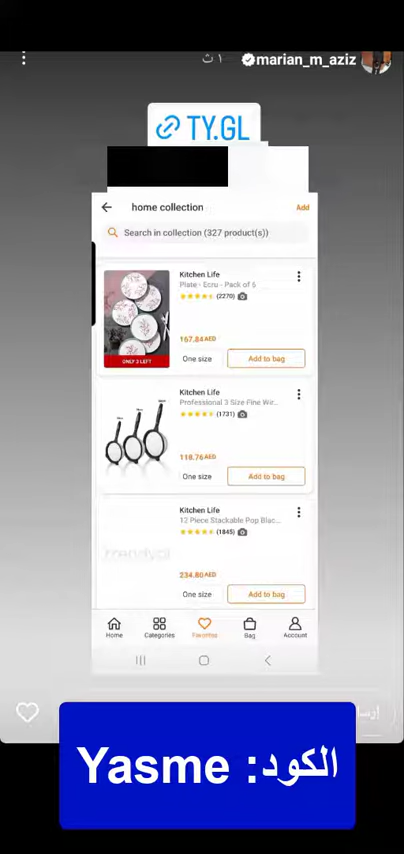 ١ ث marian_m_aziz
TY.GL
home collection
Add
Search in collection (327 product(s))
Kitchen Life
Plate - Ecru - Pack of 6
(2270)
ONLY 3 LEFT
167.84 AED
One size
Add to bag
Kitchen Life
Professional 3 Size Fine Wir...
(1731)
118.76 AED
One size
Add to bag
Kitchen Life
12 Piece Stackable Pop Blac...
(1845)
trendyol
234.80 AED
One size
Add to bag
Home
Categories
Favorites
Bag
Account
الكود: Yasme